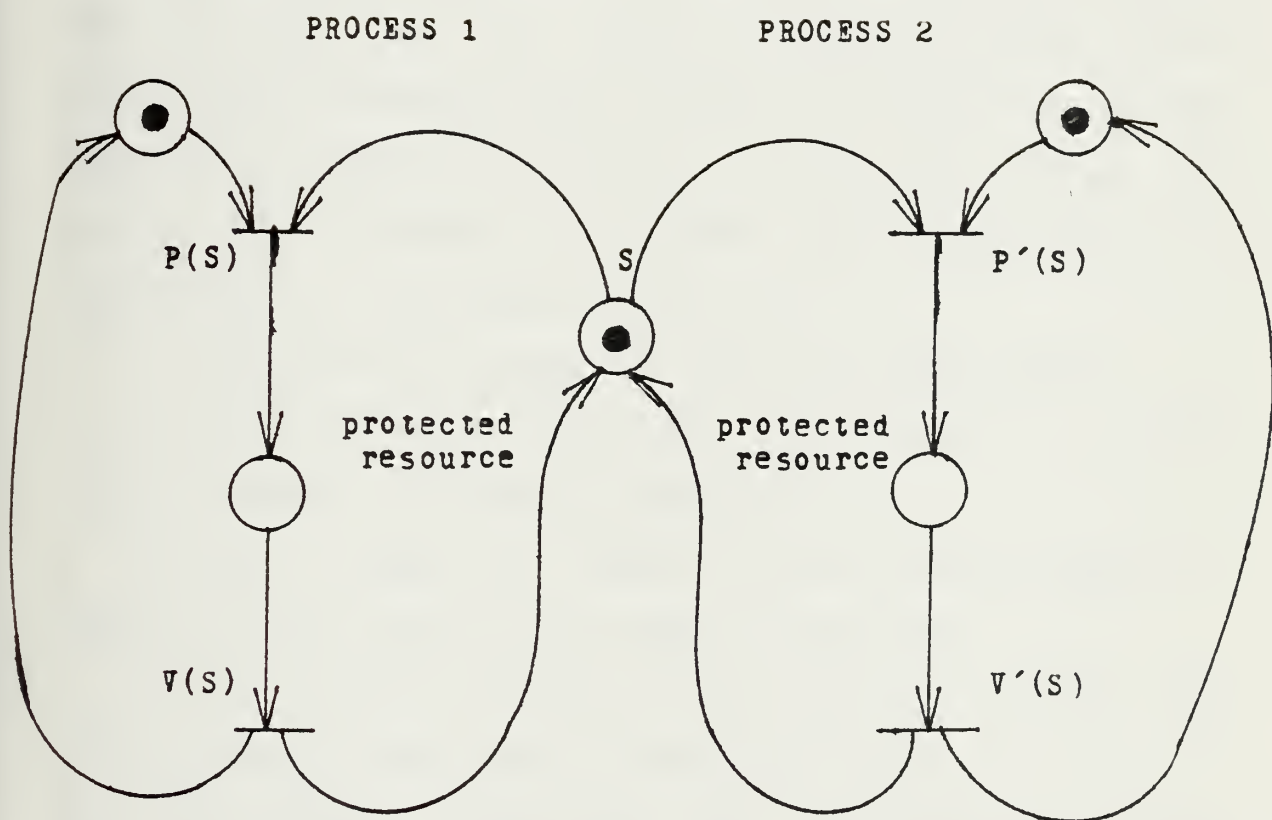 PROCESS 1
PROCESS 2
P(S)
S
P´(S)
protected
resource
protected
resource
V(S)
V´(S)